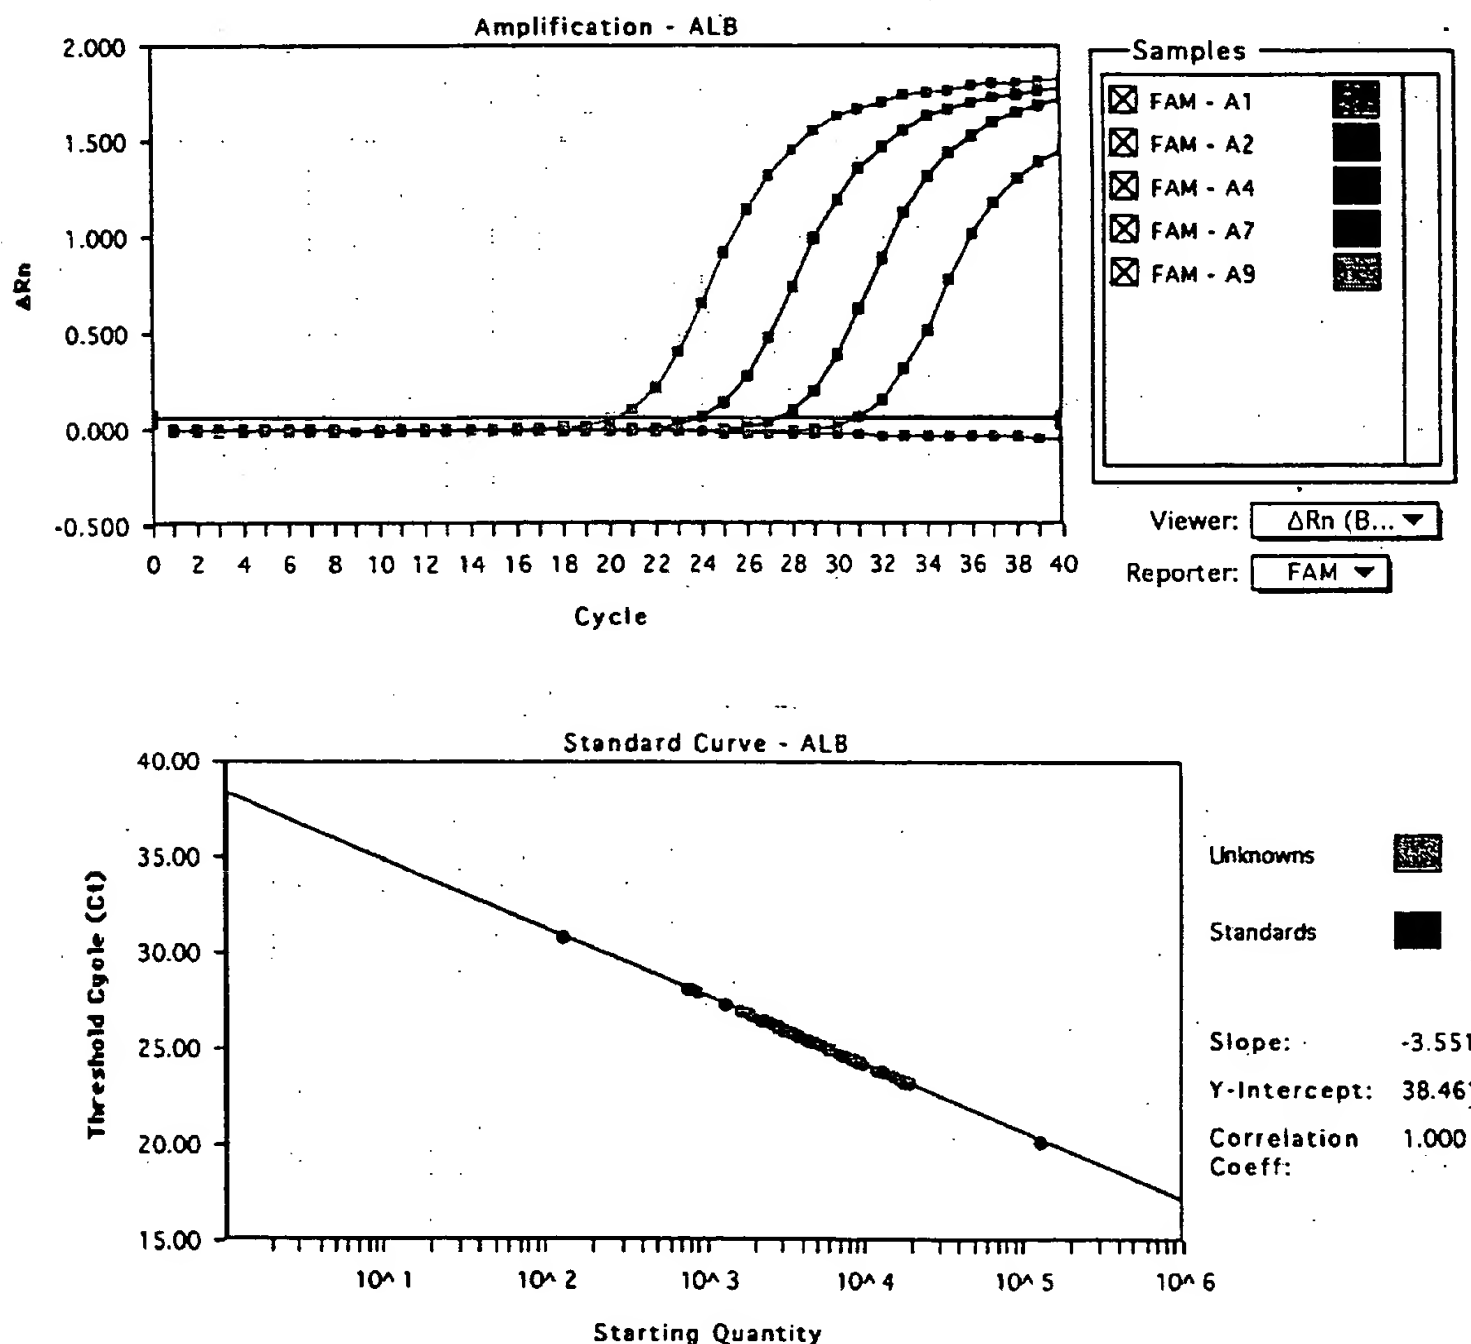 Amplification - ALB
2.000
1.500
1.000
0.500
0.000
-0.500
ΔRn
0 2 4 6 8 10 12 14 16 18 20 22 24 26 28 30 32 34 36 38 40
Cycle
Samples
FAM - A1
FAM - A2
FAM - A4
FAM - A7
FAM - A9
Viewer: ΔRn (B...
Reporter: FAM
Standard Curve - ALB
40.00
35.00
30.00
25.00
20.00
15.00
Threshold Cycle (Ct)
10^1 10^2 10^3 10^4 10^5 10^6
Starting Quantity
Unknowns
Standards
Slope: -3.551
Y-Intercept: 38.461
Correlation 1.000
Coeff: